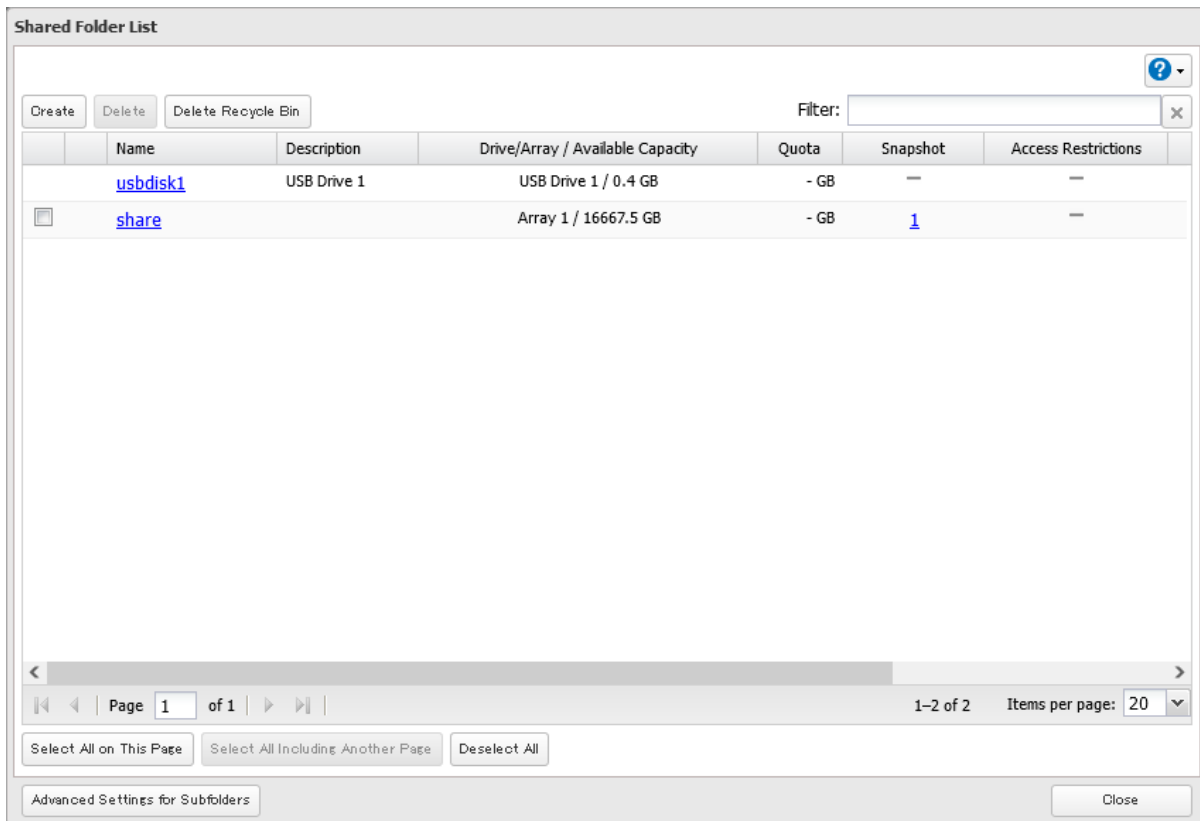 Shared Folder List
?
Create Delete Delete Recycle Bin Filter:
Name Description Drive/Array / Available Capacity Quota Snapshot Access Restrictions
usbdisk1 USB Drive 1 USB Drive 1 / 0.4 GB - GB —
share Array 1 / 16667.5 GB - GB 1 —
Page 1 of 1 1–2 of 2 Items per page: 20
Select All on This Page Select All Including Another Page Deselect All
Advanced Settings for Subfolders Close